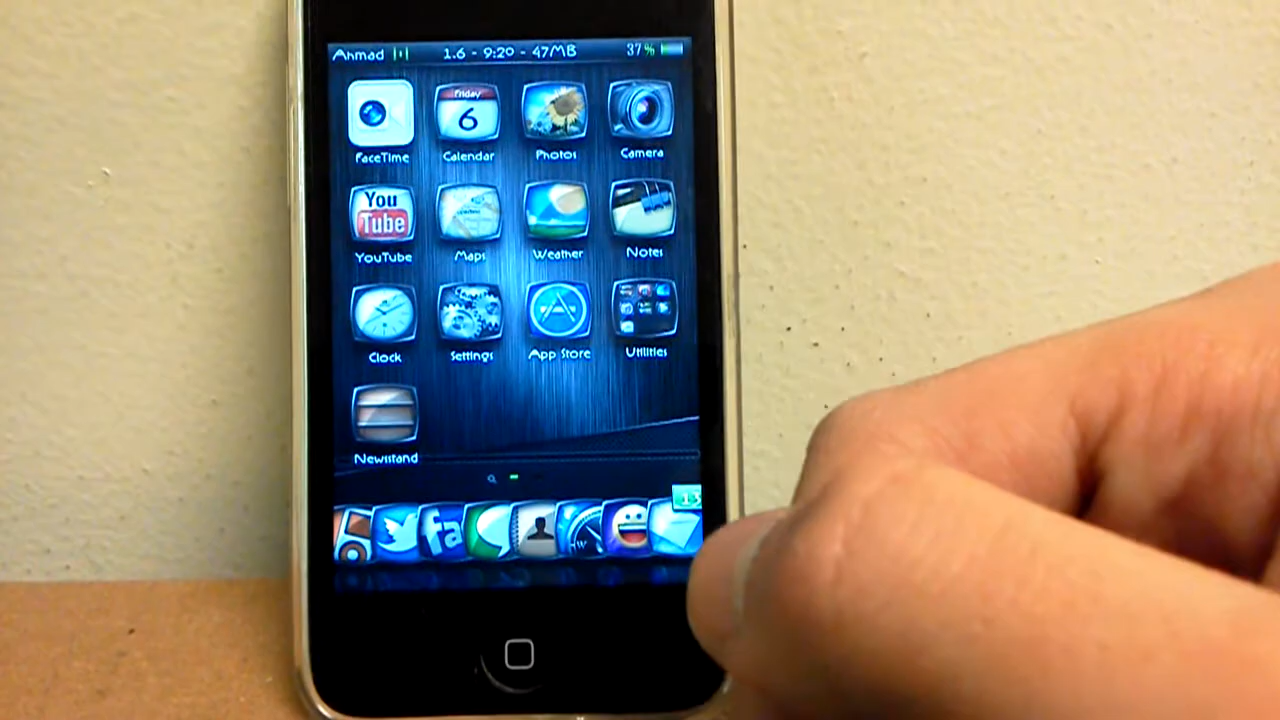 Ahmad 1.6 - 9:20 - 47MB 37%
Friday
6
FaceTime Calendar Photos Camera
You
Tube
YouTube Maps Weather Notes
Clock Settings App Store Utilities
Newsstand
13
fa
W